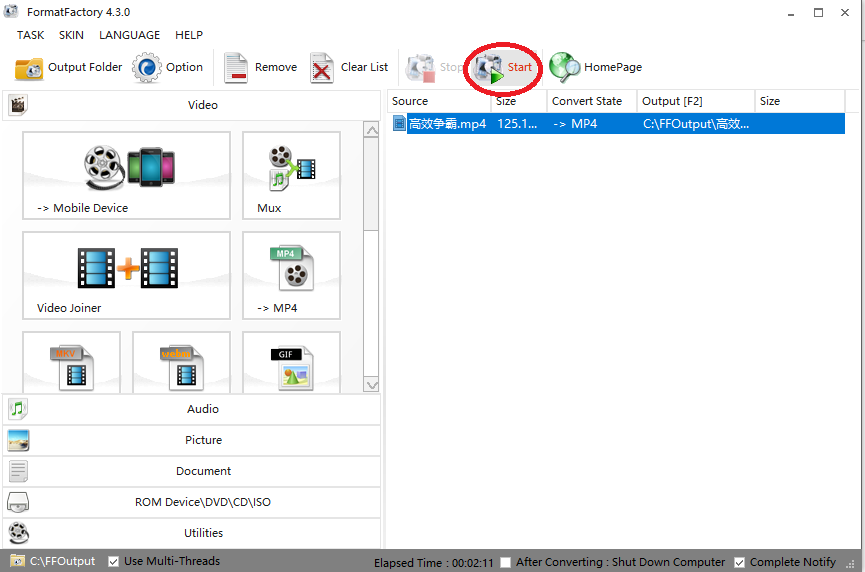 FormatFactory 4.3.0
TASK SKIN LANGUAGE HELP
Output Folder Option Remove Clear List Stop Start HomePage
Video
Source Size Convert State Output [F2] Size
高效争霸.mp4 125.1... -> MP4 C:\FFOutput\高效...
-> Mobile Device
Mux
Video Joiner
MP4
-> MP4
MKV
webm
GIF
Audio
Picture
Document
ROM Device\DVD\CD\ISO
Utilities
C:\FFOutput Use Multi-Threads Elapsed Time : 00:02:11 After Converting : Shut Down Computer Complete Notify